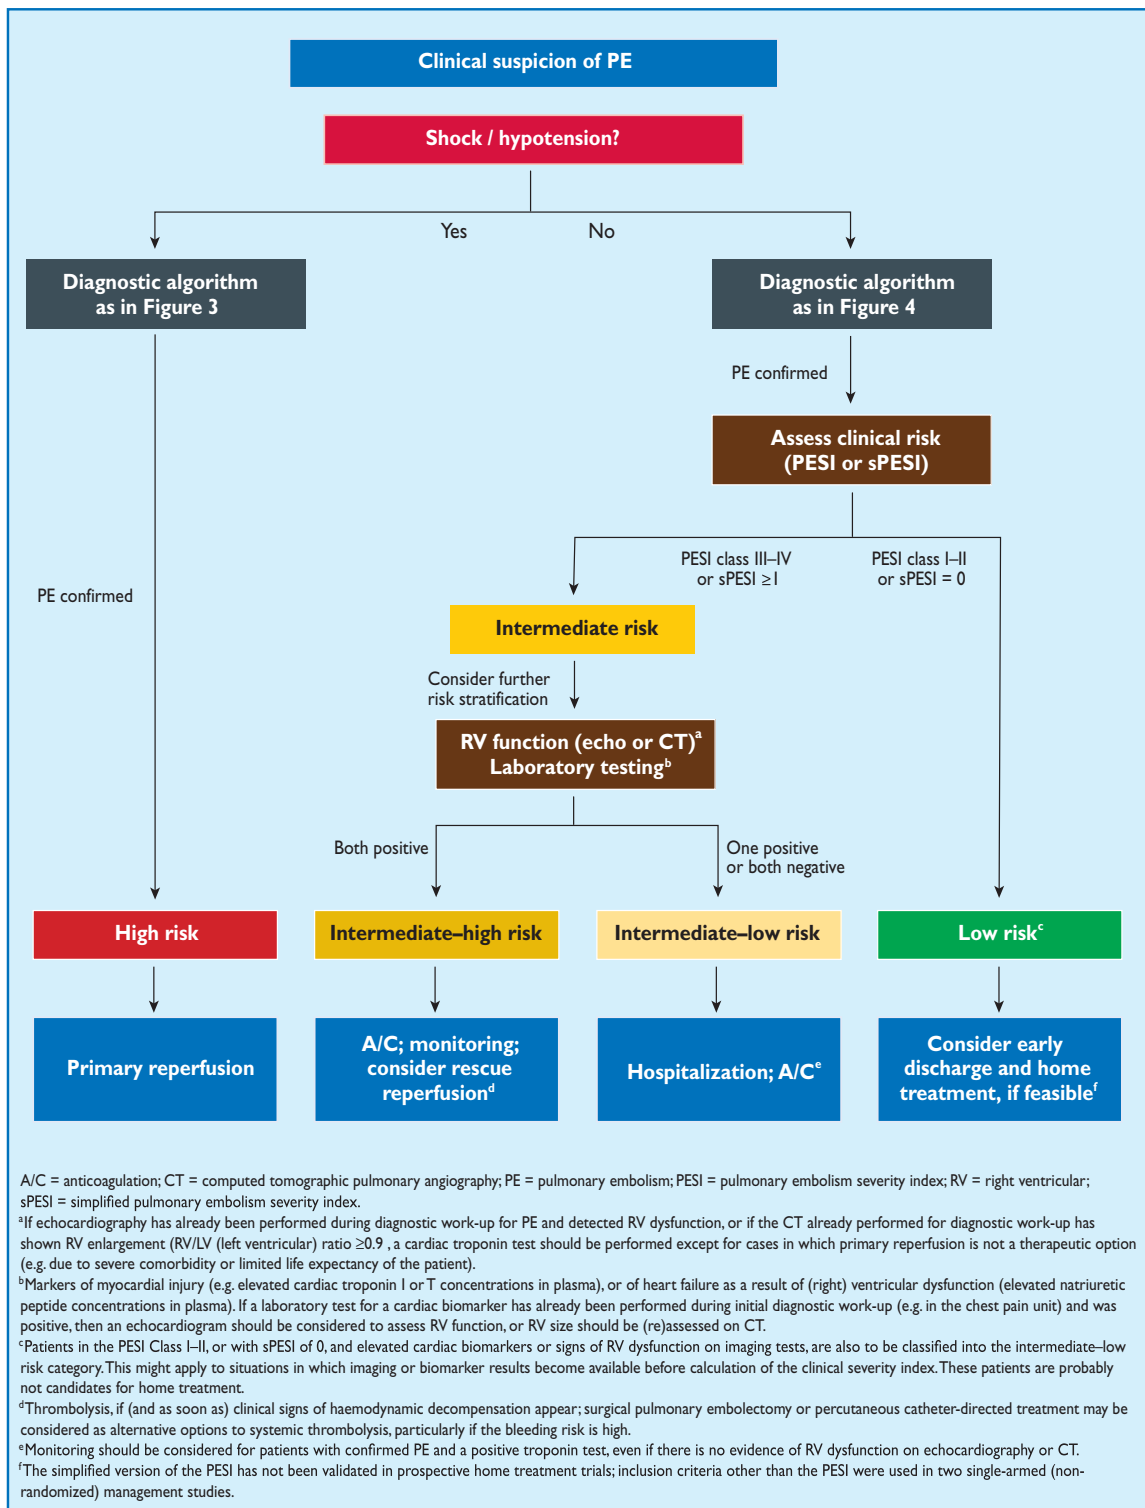 Clinical suspicion of PE
Shock / hypotension?
Yes
No
Diagnostic algorithm
as in Figure 3
Diagnostic algorithm
as in Figure 4
PE confirmed
Assess clinical risk
(PESI or sPESI)
PESI class III–IV
or sPESI ≥1
PESI class I–II
or sPESI = 0
PE confirmed
Intermediate risk
Consider further
risk stratification
RV function (echo or CT)a
Laboratory testingb
Both positive
One positive
or both negative
High risk
Intermediate–high risk
Intermediate–low risk
Low riskc
Primary reperfusion
A/C; monitoring;
consider rescue
reperfusiond
Hospitalization; A/Ce
Consider early
discharge and home
treatment, if feasiblef
A/C = anticoagulation; CT = computed tomographic pulmonary angiography; PE = pulmonary embolism; PESI = pulmonary embolism severity index; RV = right ventricular;
sPESI = simplified pulmonary embolism severity index.
aIf echocardiography has already been performed during diagnostic work-up for PE and detected RV dysfunction, or if the CT already performed for diagnostic work-up has
shown RV enlargement (RV/LV (left ventricular) ratio ≥0.9 , a cardiac troponin test should be performed except for cases in which primary reperfusion is not a therapeutic option
(e.g. due to severe comorbidity or limited life expectancy of the patient).
bMarkers of myocardial injury (e.g. elevated cardiac troponin I or T concentrations in plasma), or of heart failure as a result of (right) ventricular dysfunction (elevated natriuretic
peptide concentrations in plasma). If a laboratory test for a cardiac biomarker has already been performed during initial diagnostic work-up (e.g. in the chest pain unit) and was
positive, then an echocardiogram should be considered to assess RV function, or RV size should be (re)assessed on CT.
cPatients in the PESI Class I–II, or with sPESI of 0, and elevated cardiac biomarkers or signs of RV dysfunction on imaging tests, are also to be classified into the intermediate–low
risk category. This might apply to situations in which imaging or biomarker results become available before calculation of the clinical severity index. These patients are probably
not candidates for home treatment.
dThrombolysis, if (and as soon as) clinical signs of haemodynamic decompensation appear; surgical pulmonary embolectomy or percutaneous catheter-directed treatment may be
considered as alternative options to systemic thrombolysis, particularly if the bleeding risk is high.
eMonitoring should be considered for patients with confirmed PE and a positive troponin test, even if there is no evidence of RV dysfunction on echocardiography or CT.
fThe simplified version of the PESI has not been validated in prospective home treatment trials; inclusion criteria other than the PESI were used in two single-armed (non-
randomized) management studies.